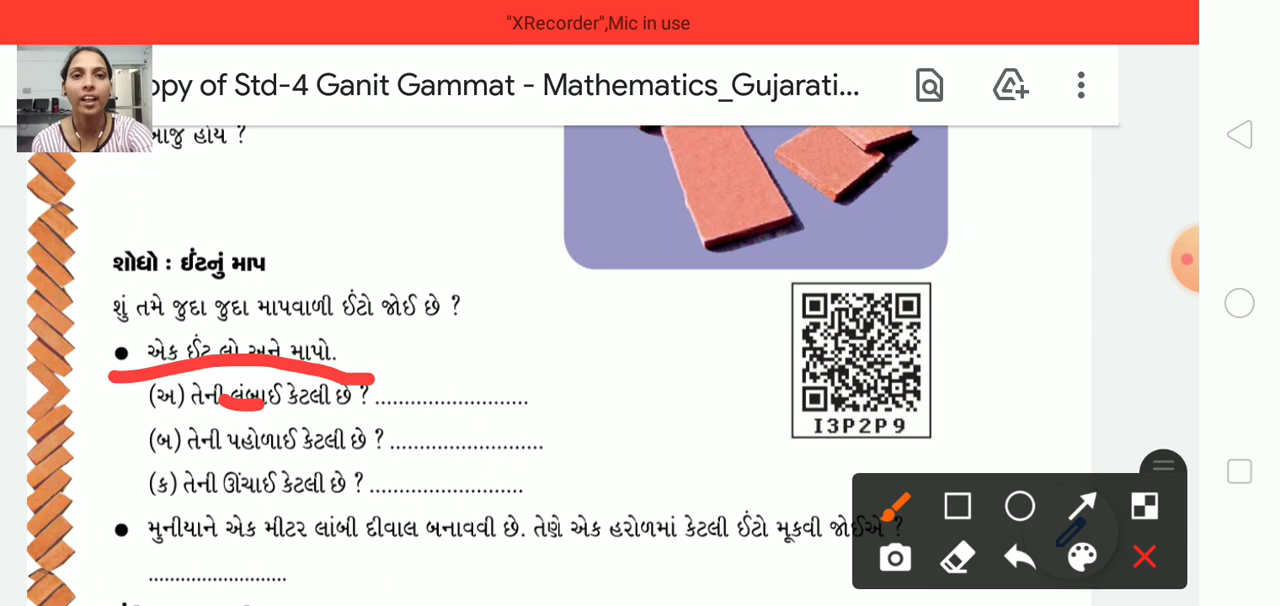 "XRecorder",Mic in use
opy of Std-4 Ganit Gammat - Mathematics_Gujarati...
બાજુ હોય ?
શોધો : ઈંટનું માપ
શું તમે જુદા જુદા માપવાળી ઈંટો જોઈ છે ?
● એક ઈંટ લો અને માપો.
(અ) તેની લંબાઈ કેટલી છે ? ..........................
(બ) તેની પહોળાઈ કેટલી છે ? ..........................
(ક) તેની ઊંચાઈ કેટલી છે ? ..........................
● મુનીયાને એક મીટર લાંબી દીવાલ બનાવવી છે. તેણે એક હરોળમાં કેટલી ઈંટો મૂકવી જોઈએ ?
..........................
I3P2P9